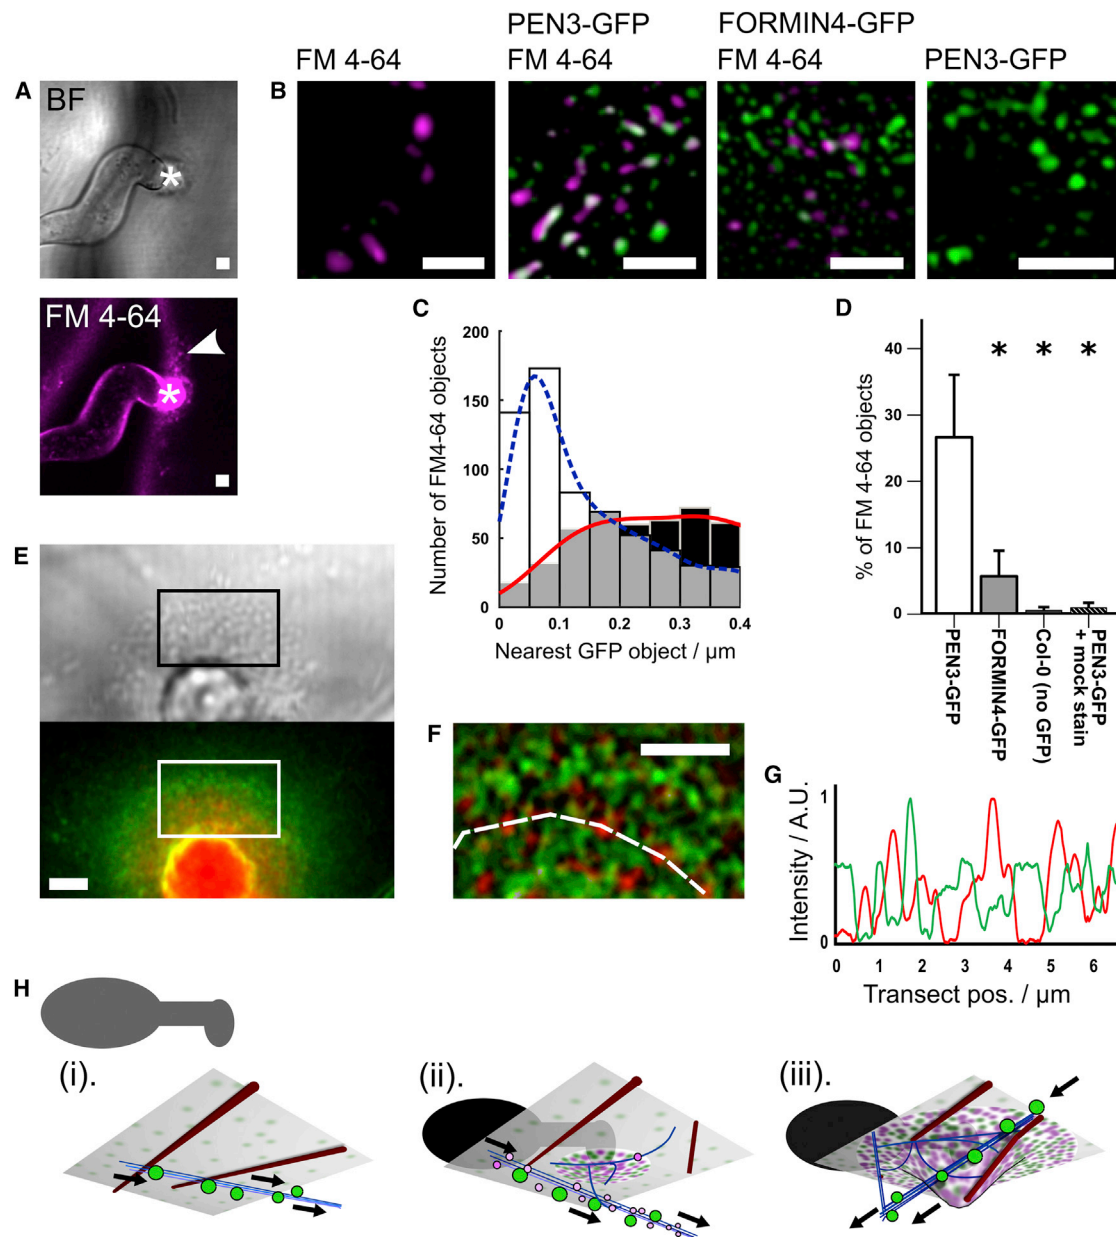 PEN3-GFP FORMIN4-GFP
FM 4-64 FM 4-64 FM 4-64 PEN3-GFP
A BF B
FM 4-64
*
*
C
Number of FM4-64 objects
200
150
100
50
0
0 0.1 0.2 0.3 0.4
Nearest GFP object / µm
D
% of FM 4-64 objects
40
30
20
10
0
* * *
PEN3-GFP
FORMIN4-GFP
Col-0 (no GFP)
PEN3-GFP
+ mock stain
E
F
G
Intensity / A.U.
1
0
0 1 2 3 4 5 6
Transect pos. / µm
H
(i). (ii). (iii).